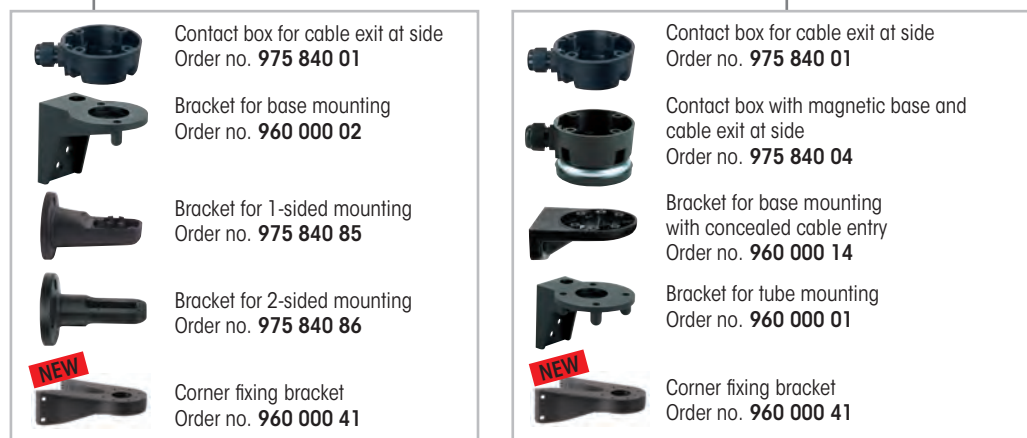 Contact box for cable exit at side
Order no. 975 840 01
Bracket for base mounting
Order no. 960 000 02
Bracket for 1-sided mounting
Order no. 975 840 85
Bracket for 2-sided mounting
Order no. 975 840 86
NEW
Corner fixing bracket
Order no. 960 000 41
Contact box for cable exit at side
Order no. 975 840 01
Contact box with magnetic base and
cable exit at side
Order no. 975 840 04
Bracket for base mounting
with concealed cable entry
Order no. 960 000 14
Bracket for tube mounting
Order no. 960 000 01
NEW
Corner fixing bracket
Order no. 960 000 41